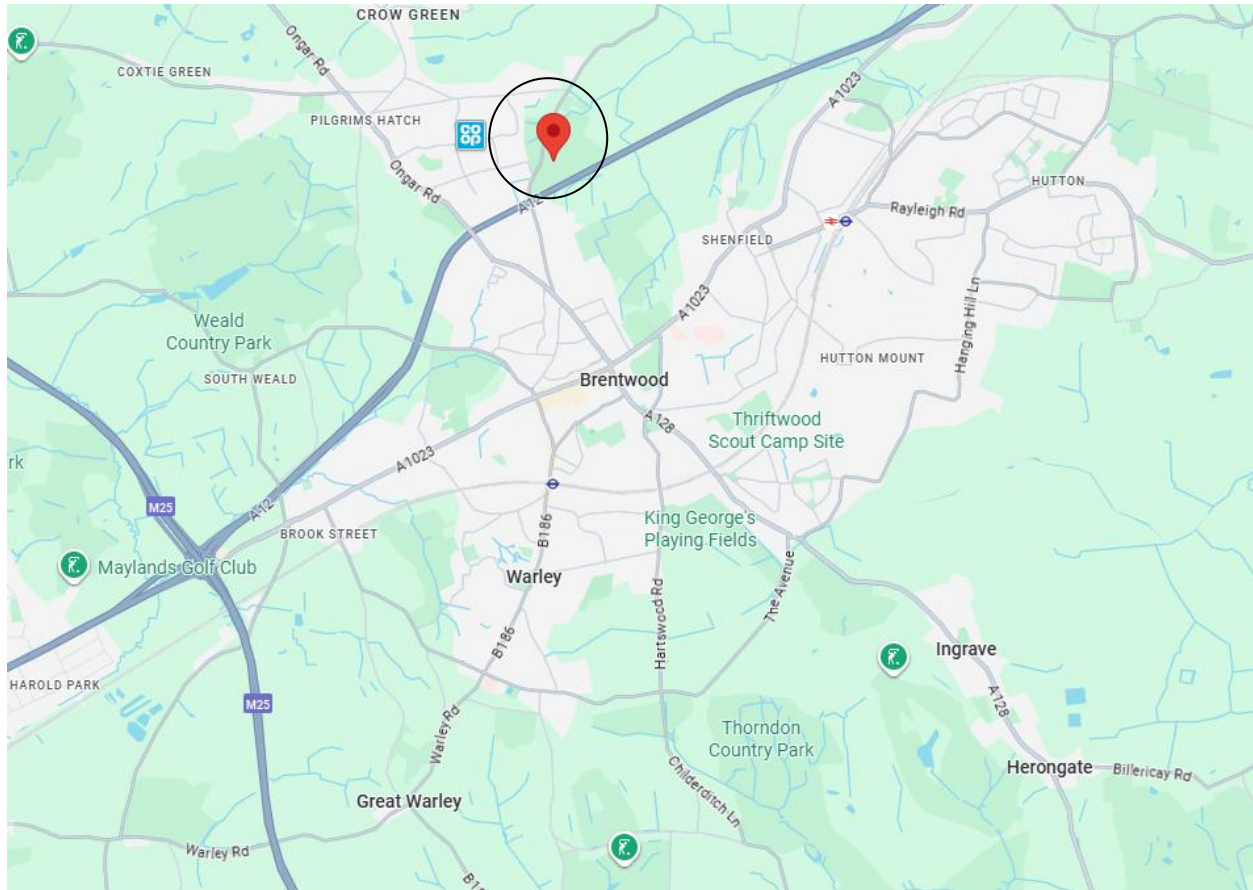 CROW GREEN
Ongar Rd
COXTIE GREEN
A1023
PILGRIMS HATCH
co
op
Ongar Rd
HUTTON
A12
Rayleigh Rd
SHENFIELD
A1023
Weald
Country Park
Hanging Hill Ln
HUTTON MOUNT
SOUTH WEALD
Brentwood
A128
Thriftwood
Scout Camp Site
A1023
rk
M25
A12
King George's
Playing Fields
BROOK STREET
B186
Maylands Golf Club
Warley
The Avenue
Hartswood Rd
B186
Ingrave
HAROLD PARK
M25
A128
Warley Rd
Thorndon
Country Park
Herongate
Billericay Rd
Childerditch Ln
Great Warley
Warley Rd